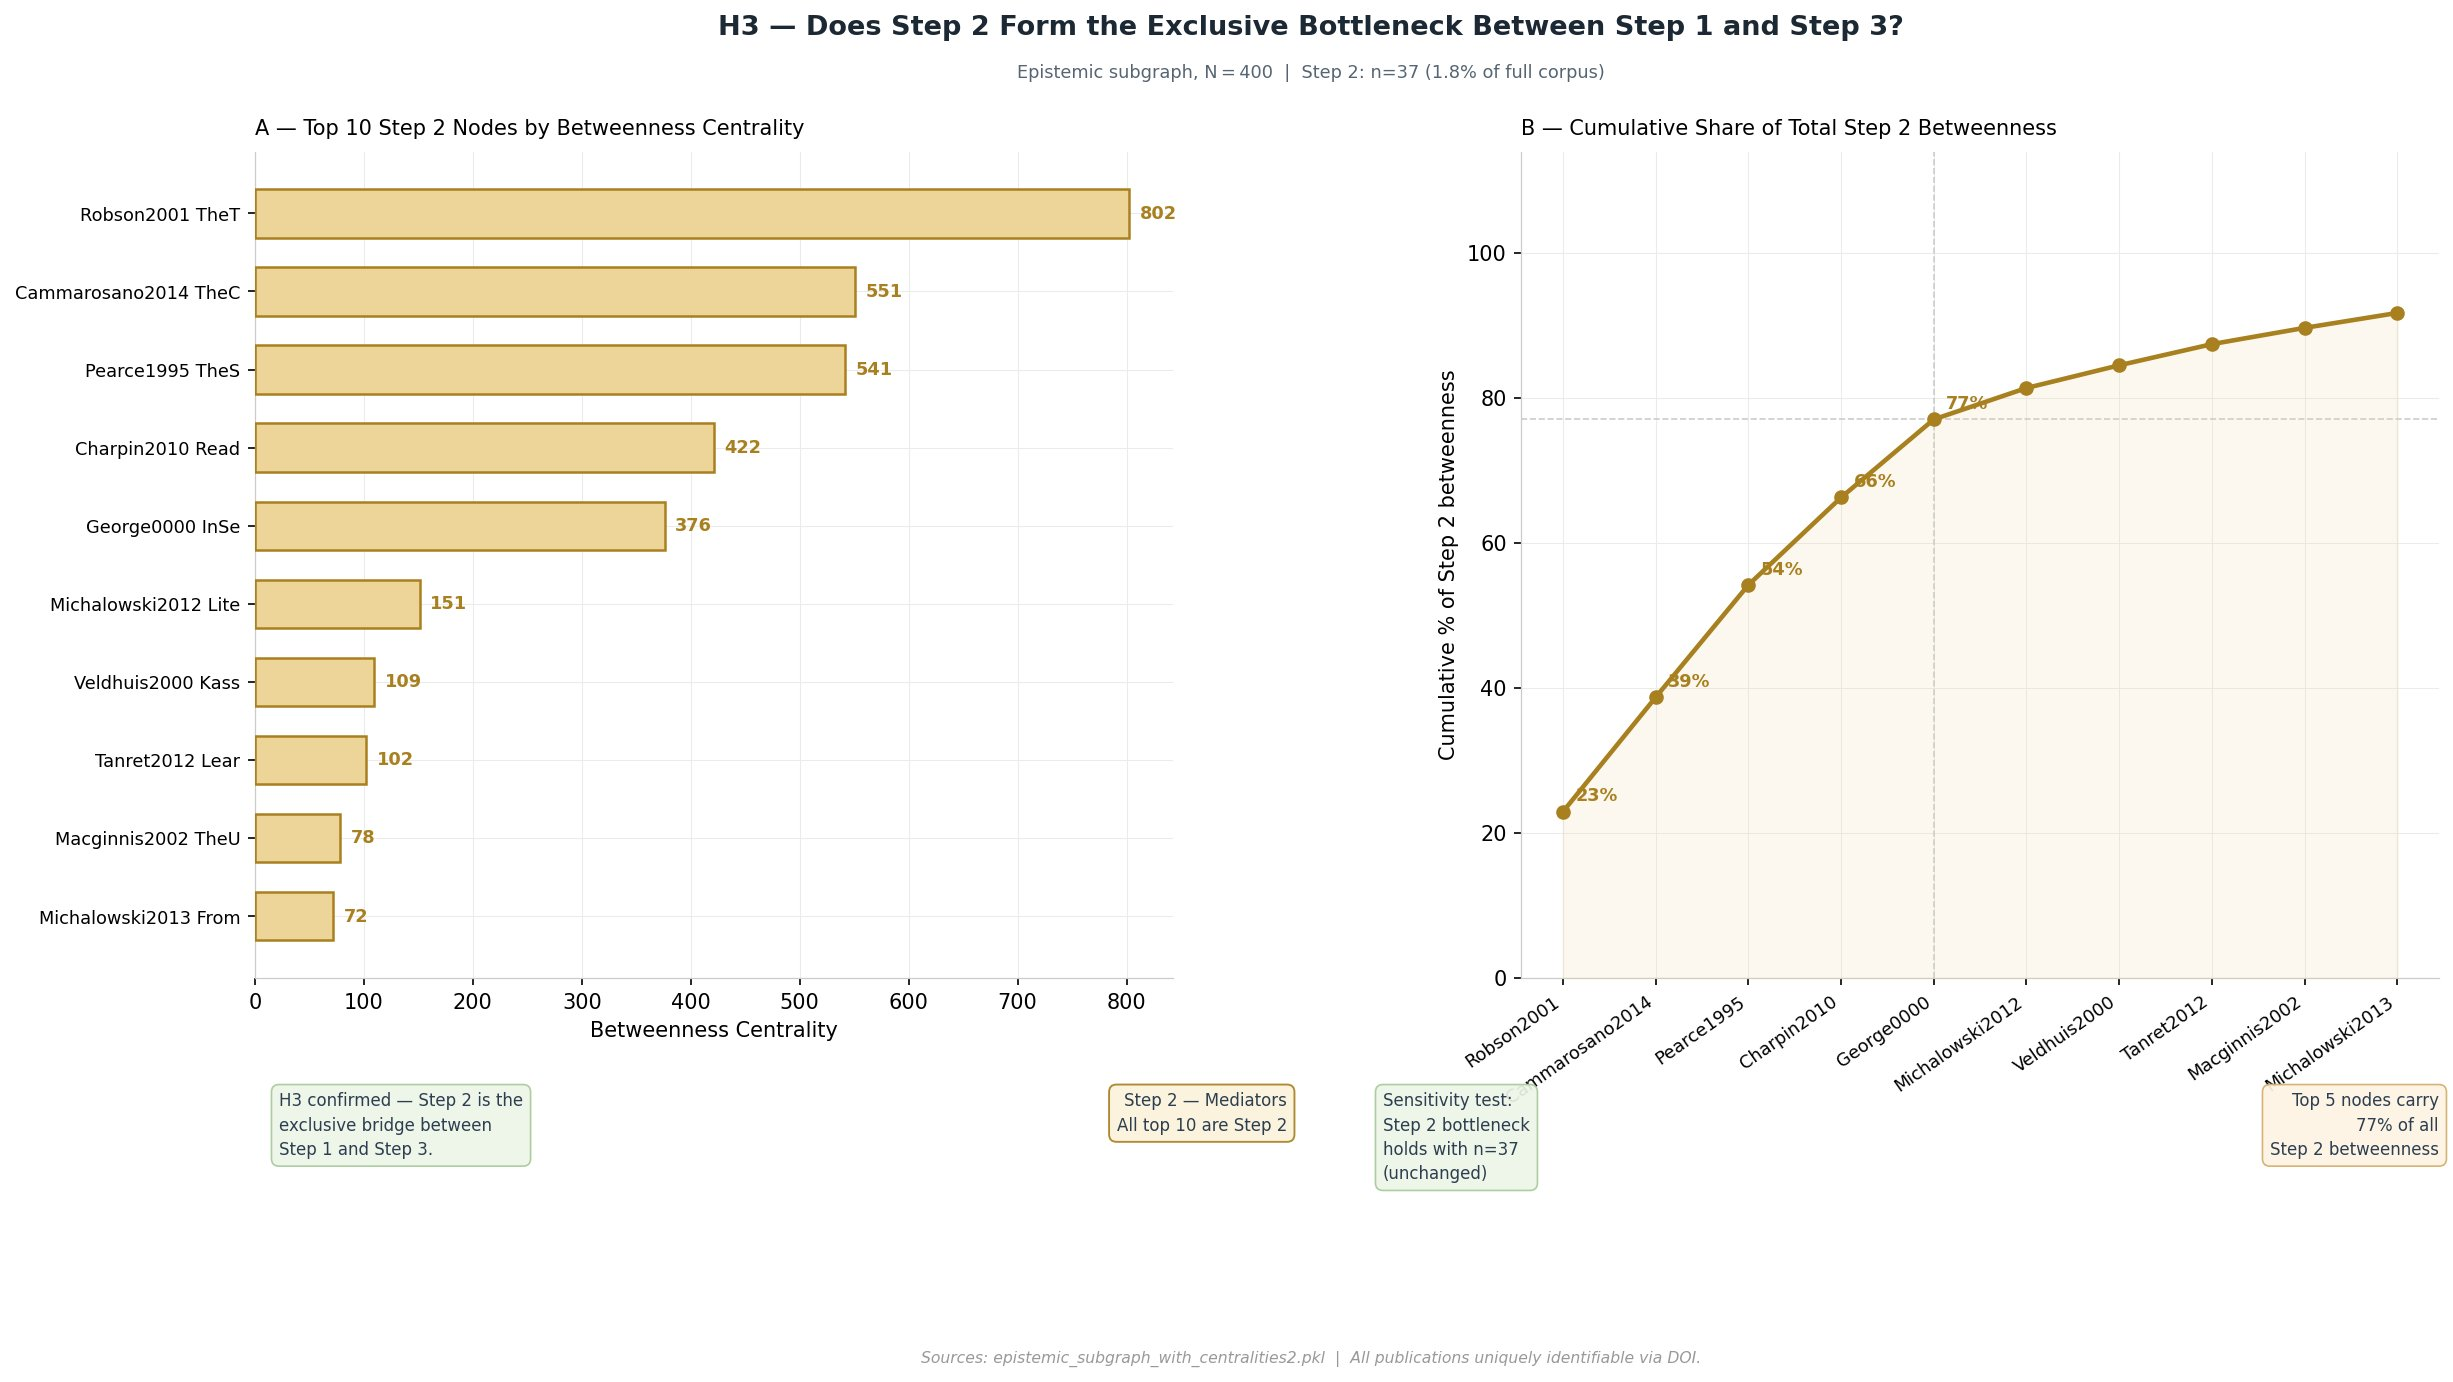 H3 — Does Step 2 Form the Exclusive Bottleneck Between Step 1 and Step 3?
Epistemic subgraph, N = 400 | Step 2: n=37 (1.8% of full corpus)
A — Top 10 Step 2 Nodes by Betweenness Centrality
Robson2001 TheT
802
Cammarosano2014 TheC
551
Pearce1995 TheS
541
Charpin2010 Read
422
George0000 InSe
376
Michalowski2012 Lite
151
Veldhuis2000 Kass
109
Tanret2012 Lear
102
Macginnis2002 TheU
78
Michalowski2013 From
72
0 100 200 300 400 500 600 700 800
Betweenness Centrality
B — Cumulative Share of Total Step 2 Betweenness
Cumulative % of Step 2 betweenness
100
80
60
40
20
0
23%
39%
54%
66%
77%
Robson2001
Cammarosano2014
Pearce1995
Charpin2010
George0000
Michalowski2012
Veldhuis2000
Tanret2012
Macginnis2002
Michalowski2013
H3 confirmed — Step 2 is the
exclusive bridge between
Step 1 and Step 3.
Step 2 — Mediators
All top 10 are Step 2
Sensitivity test:
Step 2 bottleneck
holds with n=37
(unchanged)
Top 5 nodes carry
77% of all
Step 2 betweenness
Sources: epistemic_subgraph_with_centralities2.pkl | All publications uniquely identifiable via DOI.